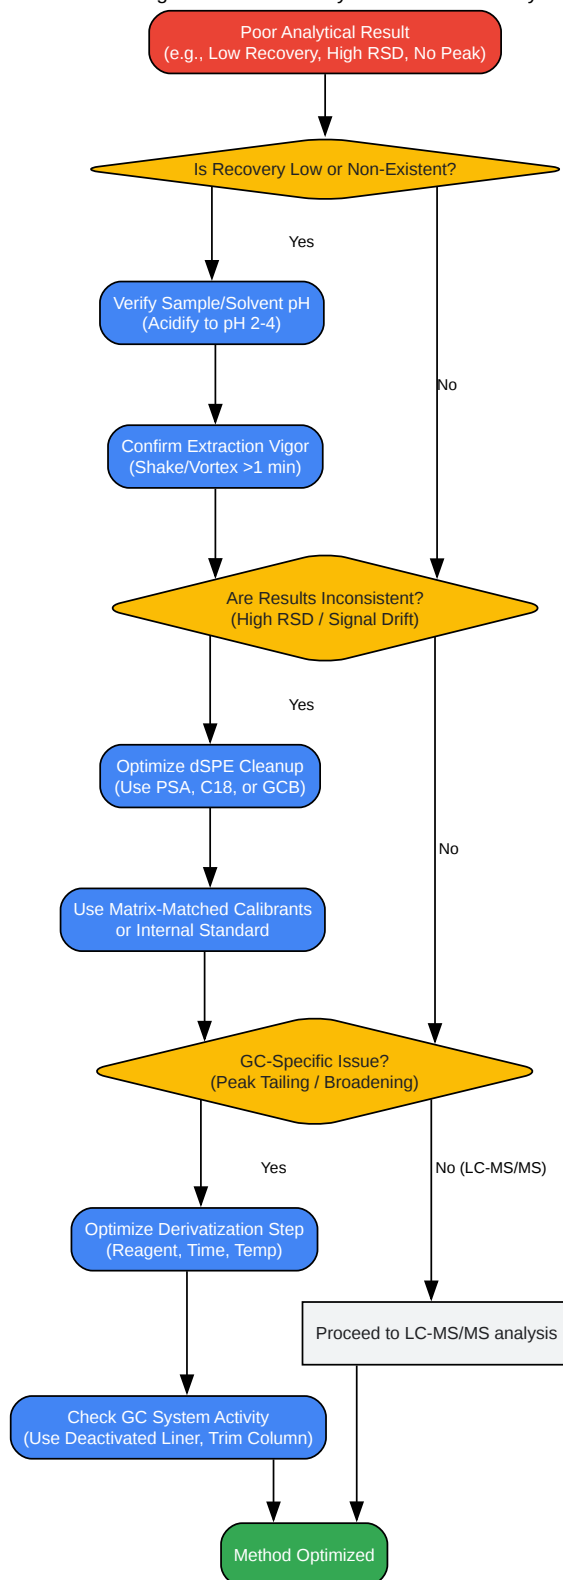 Poor Analytical Result
(e.g., Low Recovery, High RSD, No Peak)
Is Recovery Low or Non-Existent?
Yes
Verify Sample/Solvent pH
(Acidify to pH 2-4)
No
Confirm Extraction Vigor
(Shake/Vortex >1 min)
Are Results Inconsistent?
(High RSD / Signal Drift)
Yes
Optimize dSPE Cleanup
(Use PSA, C18, or GCB)
No
Use Matrix-Matched Calibrants
or Internal Standard
GC-Specific Issue?
(Peak Tailing / Broadening)
Yes
No (LC-MS/MS)
Optimize Derivatization Step
(Reagent, Time, Temp)
Proceed to LC-MS/MS analysis
Check GC System Activity
(Use Deactivated Liner, Trim Column)
Method Optimized